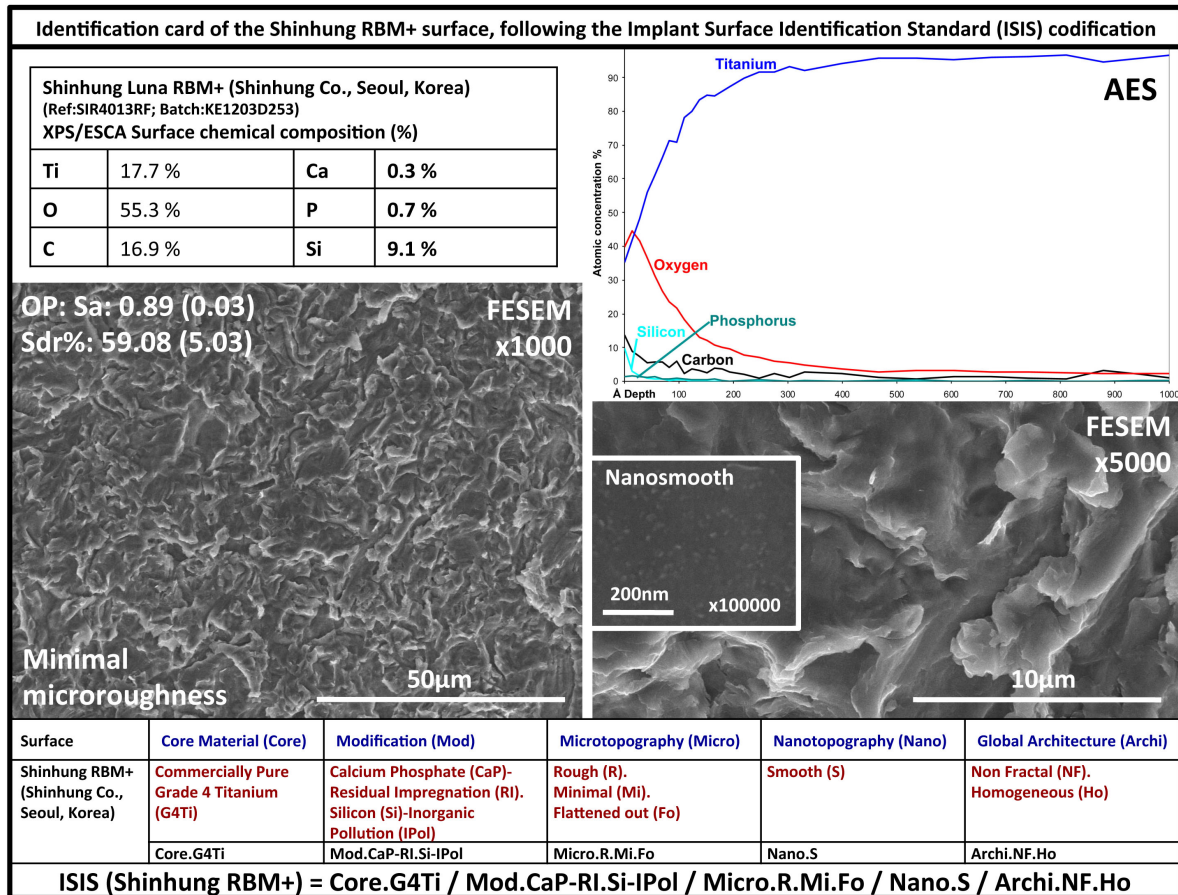 Identification card of the Shinhung RBM+ surface, following the Implant Surface Identification Standard (ISIS) codification
Shinhung Luna RBM+ (Shinhung Co., Seoul, Korea)
(Ref:SIR4013RF; Batch:KE1203D253)
XPS/ESCA Surface chemical composition (%)
Ti 17.7 % Ca 0.3 %
O 55.3 % P 0.7 %
C 16.9 % Si 9.1 %
AES
Titanium
Oxygen
Phosphorus
Silicon
Carbon
Atomic concentration %
90
80
70
60
50
40
30
20
10
0
Å Depth 100 200 300 400 500 600 700 800 900 1000
OP: Sa: 0.89 (0.03)
Sdr%: 59.08 (5.03)
FESEM
x1000
Minimal
microroughness
50µm
FESEM
x5000
Nanosmooth
200nm
x100000
10µm
Surface Core Material (Core) Modification (Mod) Microtopography (Micro) Nanotopography (Nano) Global Architecture (Archi)
Shinhung RBM+
(Shinhung Co.,
Seoul, Korea)
Commercially Pure
Grade 4 Titanium
(G4Ti)
Calcium Phosphate (CaP)-
Residual Impregnation (RI).
Silicon (Si)-Inorganic
Pollution (IPol)
Rough (R).
Minimal (Mi).
Flattened out (Fo)
Smooth (S)
Non Fractal (NF).
Homogeneous (Ho)
Core.G4Ti Mod.CaP-RI.Si-IPol Micro.R.Mi.Fo Nano.S Archi.NF.Ho
ISIS (Shinhung RBM+) = Core.G4Ti / Mod.CaP-RI.Si-IPol / Micro.R.Mi.Fo / Nano.S / Archi.NF.Ho